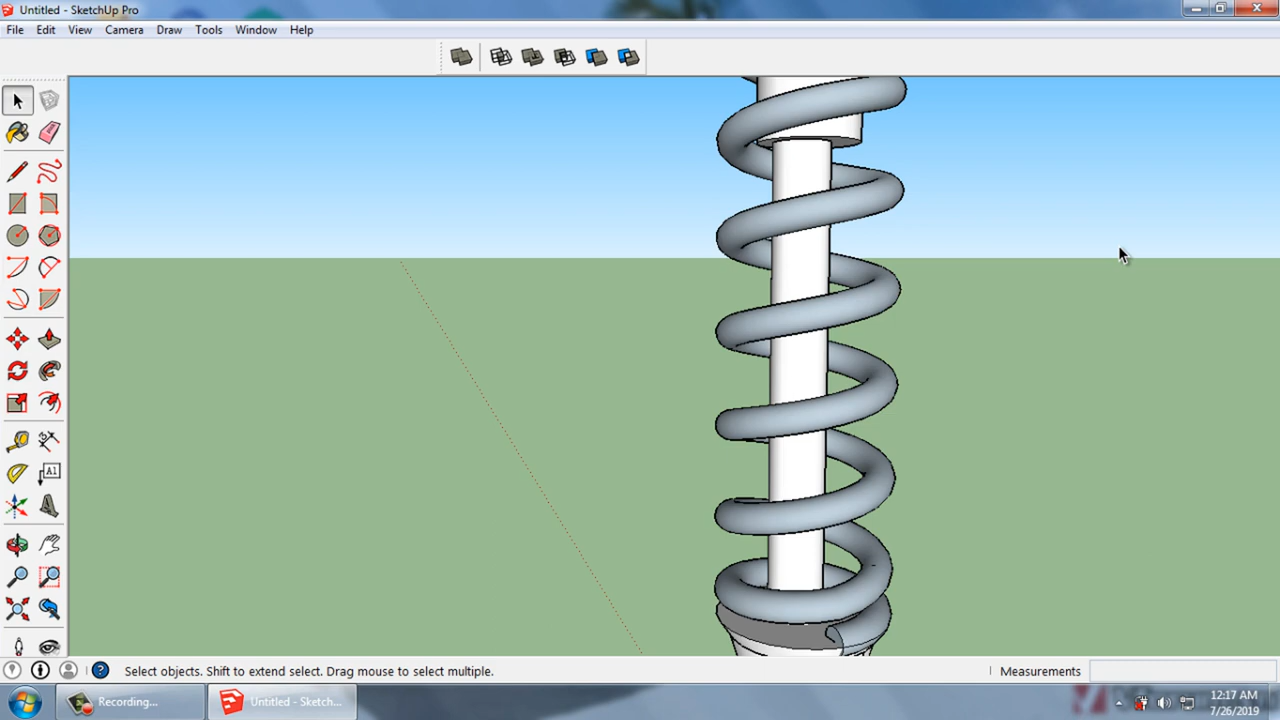 Untitled - SketchUp Pro
File Edit View Camera Draw Tools Window Help
A1
Select objects. Shift to extend select. Drag mouse to select multiple.
Measurements
Recording...
Untitled - Sketch...
12:17 AM
7/26/2019